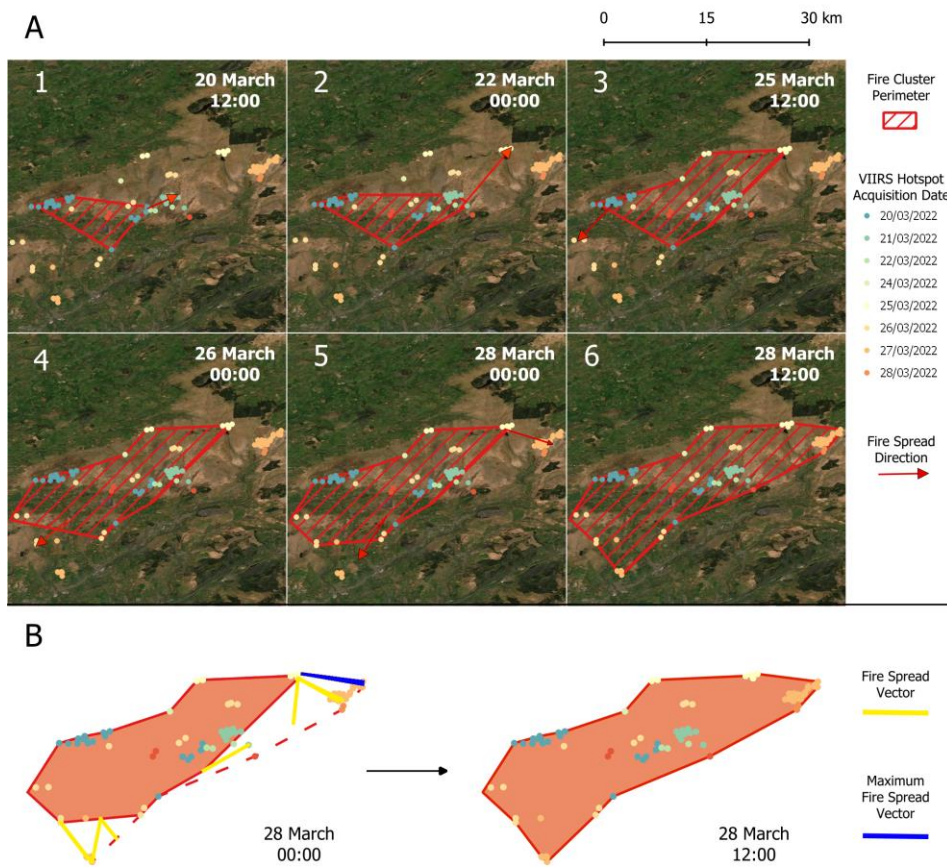 A
0 15 30 km
1
20 March
12:00
2
22 March
00:00
3
25 March
12:00
4
26 March
00:00
5
28 March
00:00
6
28 March
12:00
Fire Cluster
Perimeter
VIIRS Hotspot
Acquisition Date
20/03/2022
21/03/2022
22/03/2022
24/03/2022
25/03/2022
26/03/2022
27/03/2022
28/03/2022
Fire Spread
Direction
B
28 March
00:00
28 March
12:00
Fire Spread
Vector
Maximum
Fire Spread
Vector